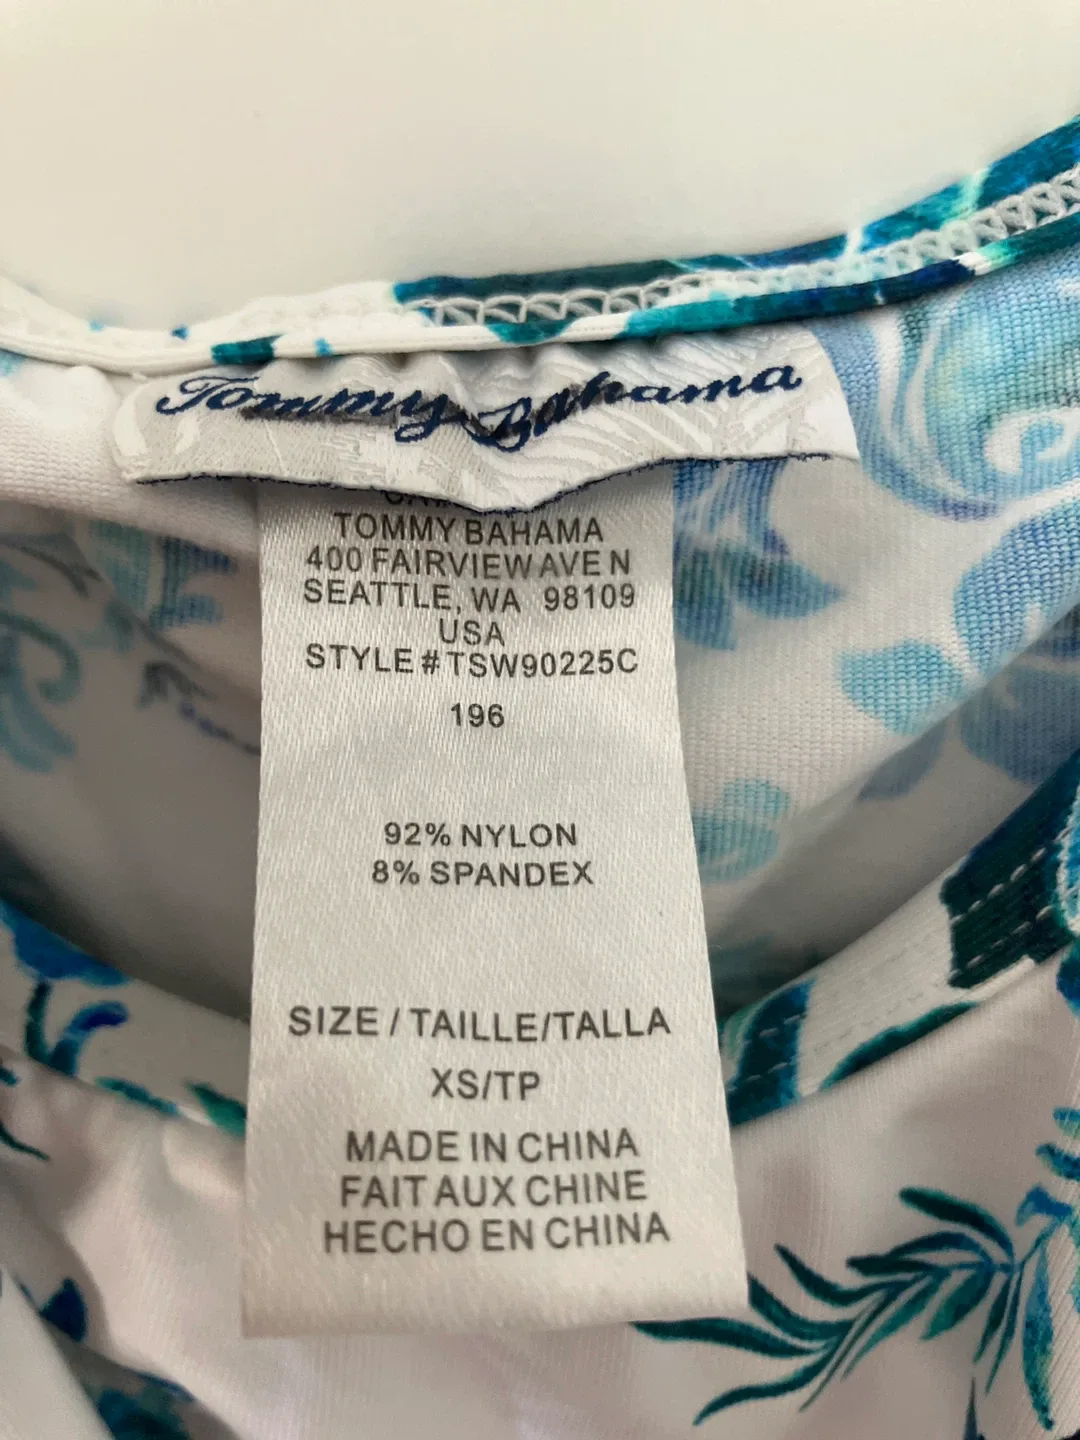 Tommy Bahama
TOMMY BAHAMA
400 FAIRVIEW AVE N
SEATTLE, WA 98109
USA
STYLE # TSW90225C
196
92% NYLON
8% SPANDEX
SIZE / TAILLE/TALLA
XS/TP
MADE IN CHINA
FAIT AUX CHINE
HECHO EN CHINA